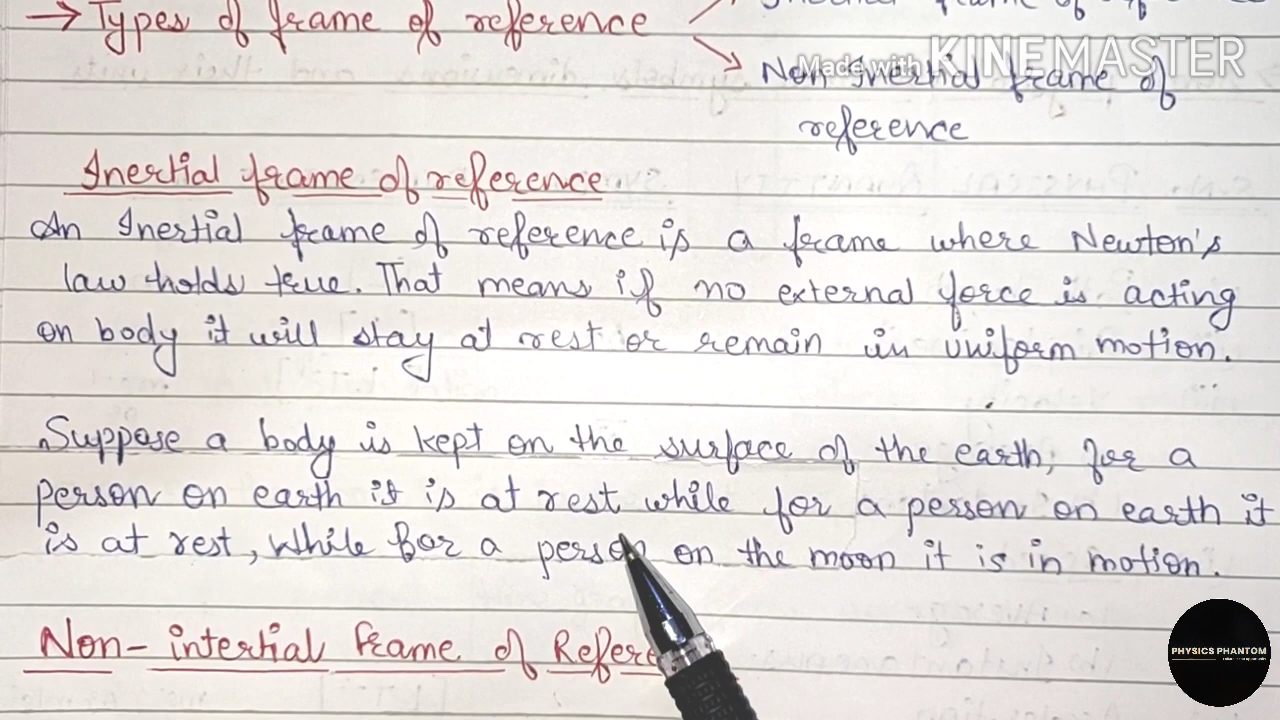 → Types of frame of reference
Made with KINEMASTER
Non Inertial frame of
reference
Inertial frame of reference
An Inertial frame of reference is a frame where Newton's
law holds true. That means if no external force is acting
on body it will stay at rest or remain in uniform motion.
Suppose a body is kept on the surface of the earth, for a
person on earth it is at rest while for a person on earth it
is at rest, while for a person on the moon it is in motion.
Non-intertial frame of Refere
PHYSICS PHANTOM